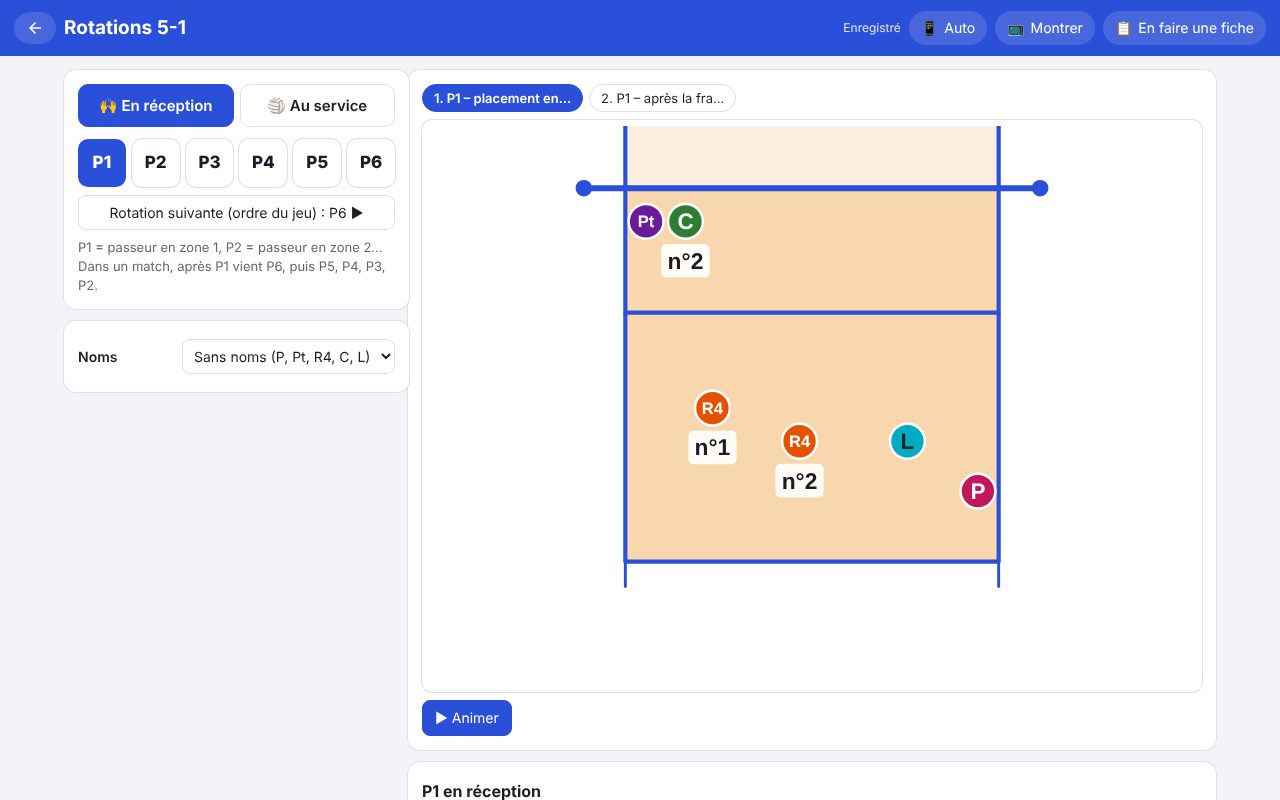 Rotations 5-1
Enregistré
Auto
Montrer
En faire une fiche
En réception
Au service
P1 P2 P3 P4 P5 P6
Rotation suivante (ordre du jeu) : P6 ▶
P1 = passeur en zone 1, P2 = passeur en zone 2…
Dans un match, après P1 vient P6, puis P5, P4, P3,
P2.
Noms
Sans noms (P, Pt, R4, C, L)
1. P1 – placement en…
2. P1 – après la fra…
Pt
C
n°2
R4
n°1
R4
n°2
L
P
▶ Animer
P1 en réception